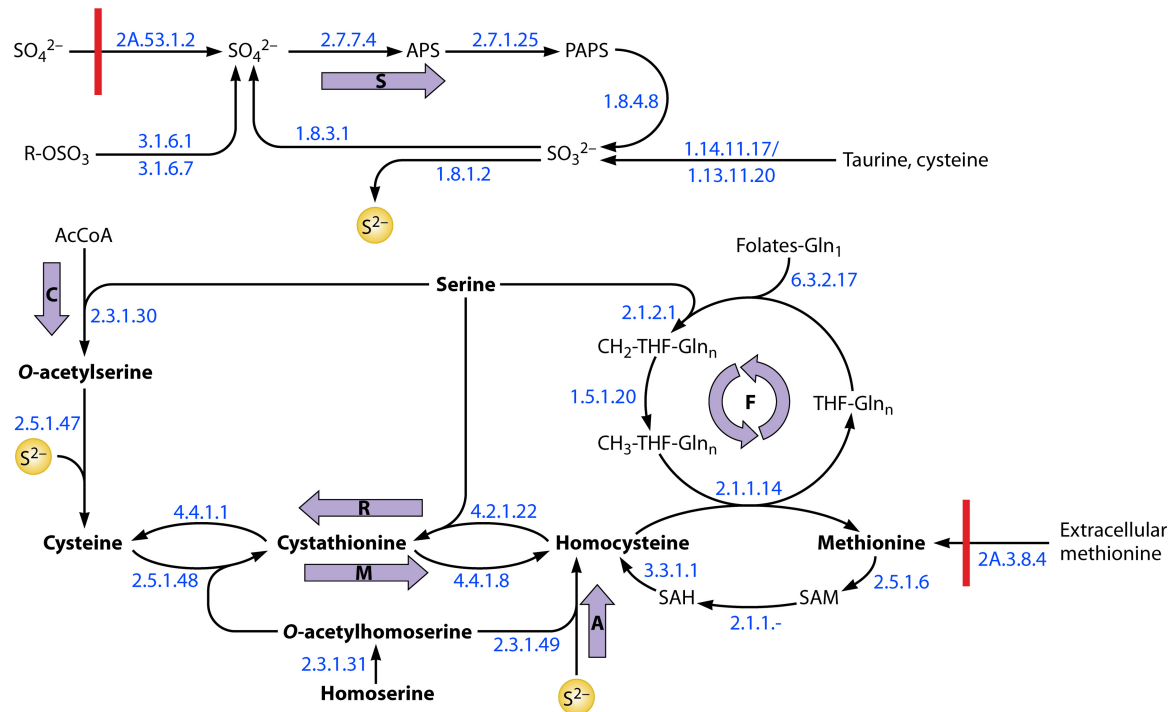 SO₄²⁻ 2A.53.1.2 SO₄²⁻ 2.7.7.4 APS 2.7.1.25 PAPS
S
1.8.4.8
R-OSO₃ 3.1.6.1 1.8.3.1 SO₃²⁻ 1.14.11.17/ Taurine, cysteine
3.1.6.7 1.8.1.2 1.13.11.20
S²⁻
AcCoA
Folates-Gln₁
C
Serine
6.3.2.17
2.3.1.30
2.1.2.1
CH₂-THF-Glnₙ
O-acetylserine
1.5.1.20
F
THF-Glnₙ
2.5.1.47
CH₃-THF-Glnₙ
S²⁻
2.1.1.14
4.4.1.1
R
4.2.1.22
Cysteine
Cystathionine
Homocysteine
Methionine
Extracellular
methionine
2A.3.8.4
2.5.1.48
M
4.4.1.8
3.3.1.1
2.5.1.6
SAH
SAM
2.1.1.-
A
O-acetylhomoserine
2.3.1.49
2.3.1.31
Homoserine
S²⁻